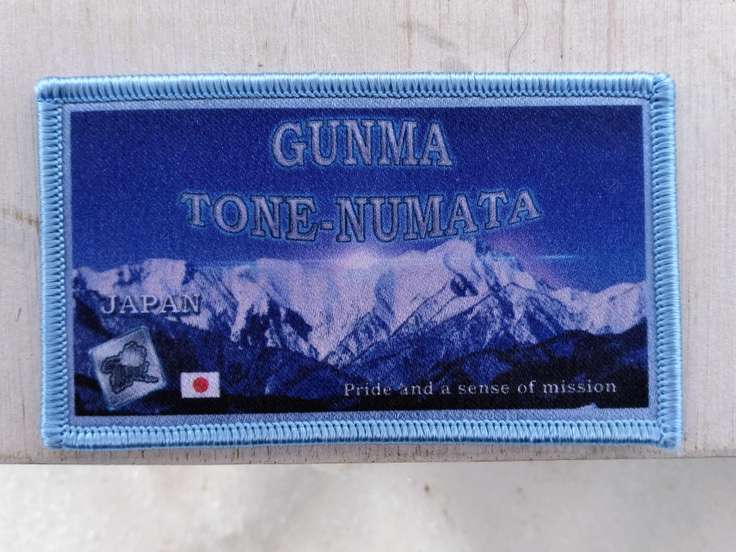 GUNMA
TONE-NUMATA
JAPAN
Pride and a sense of mission